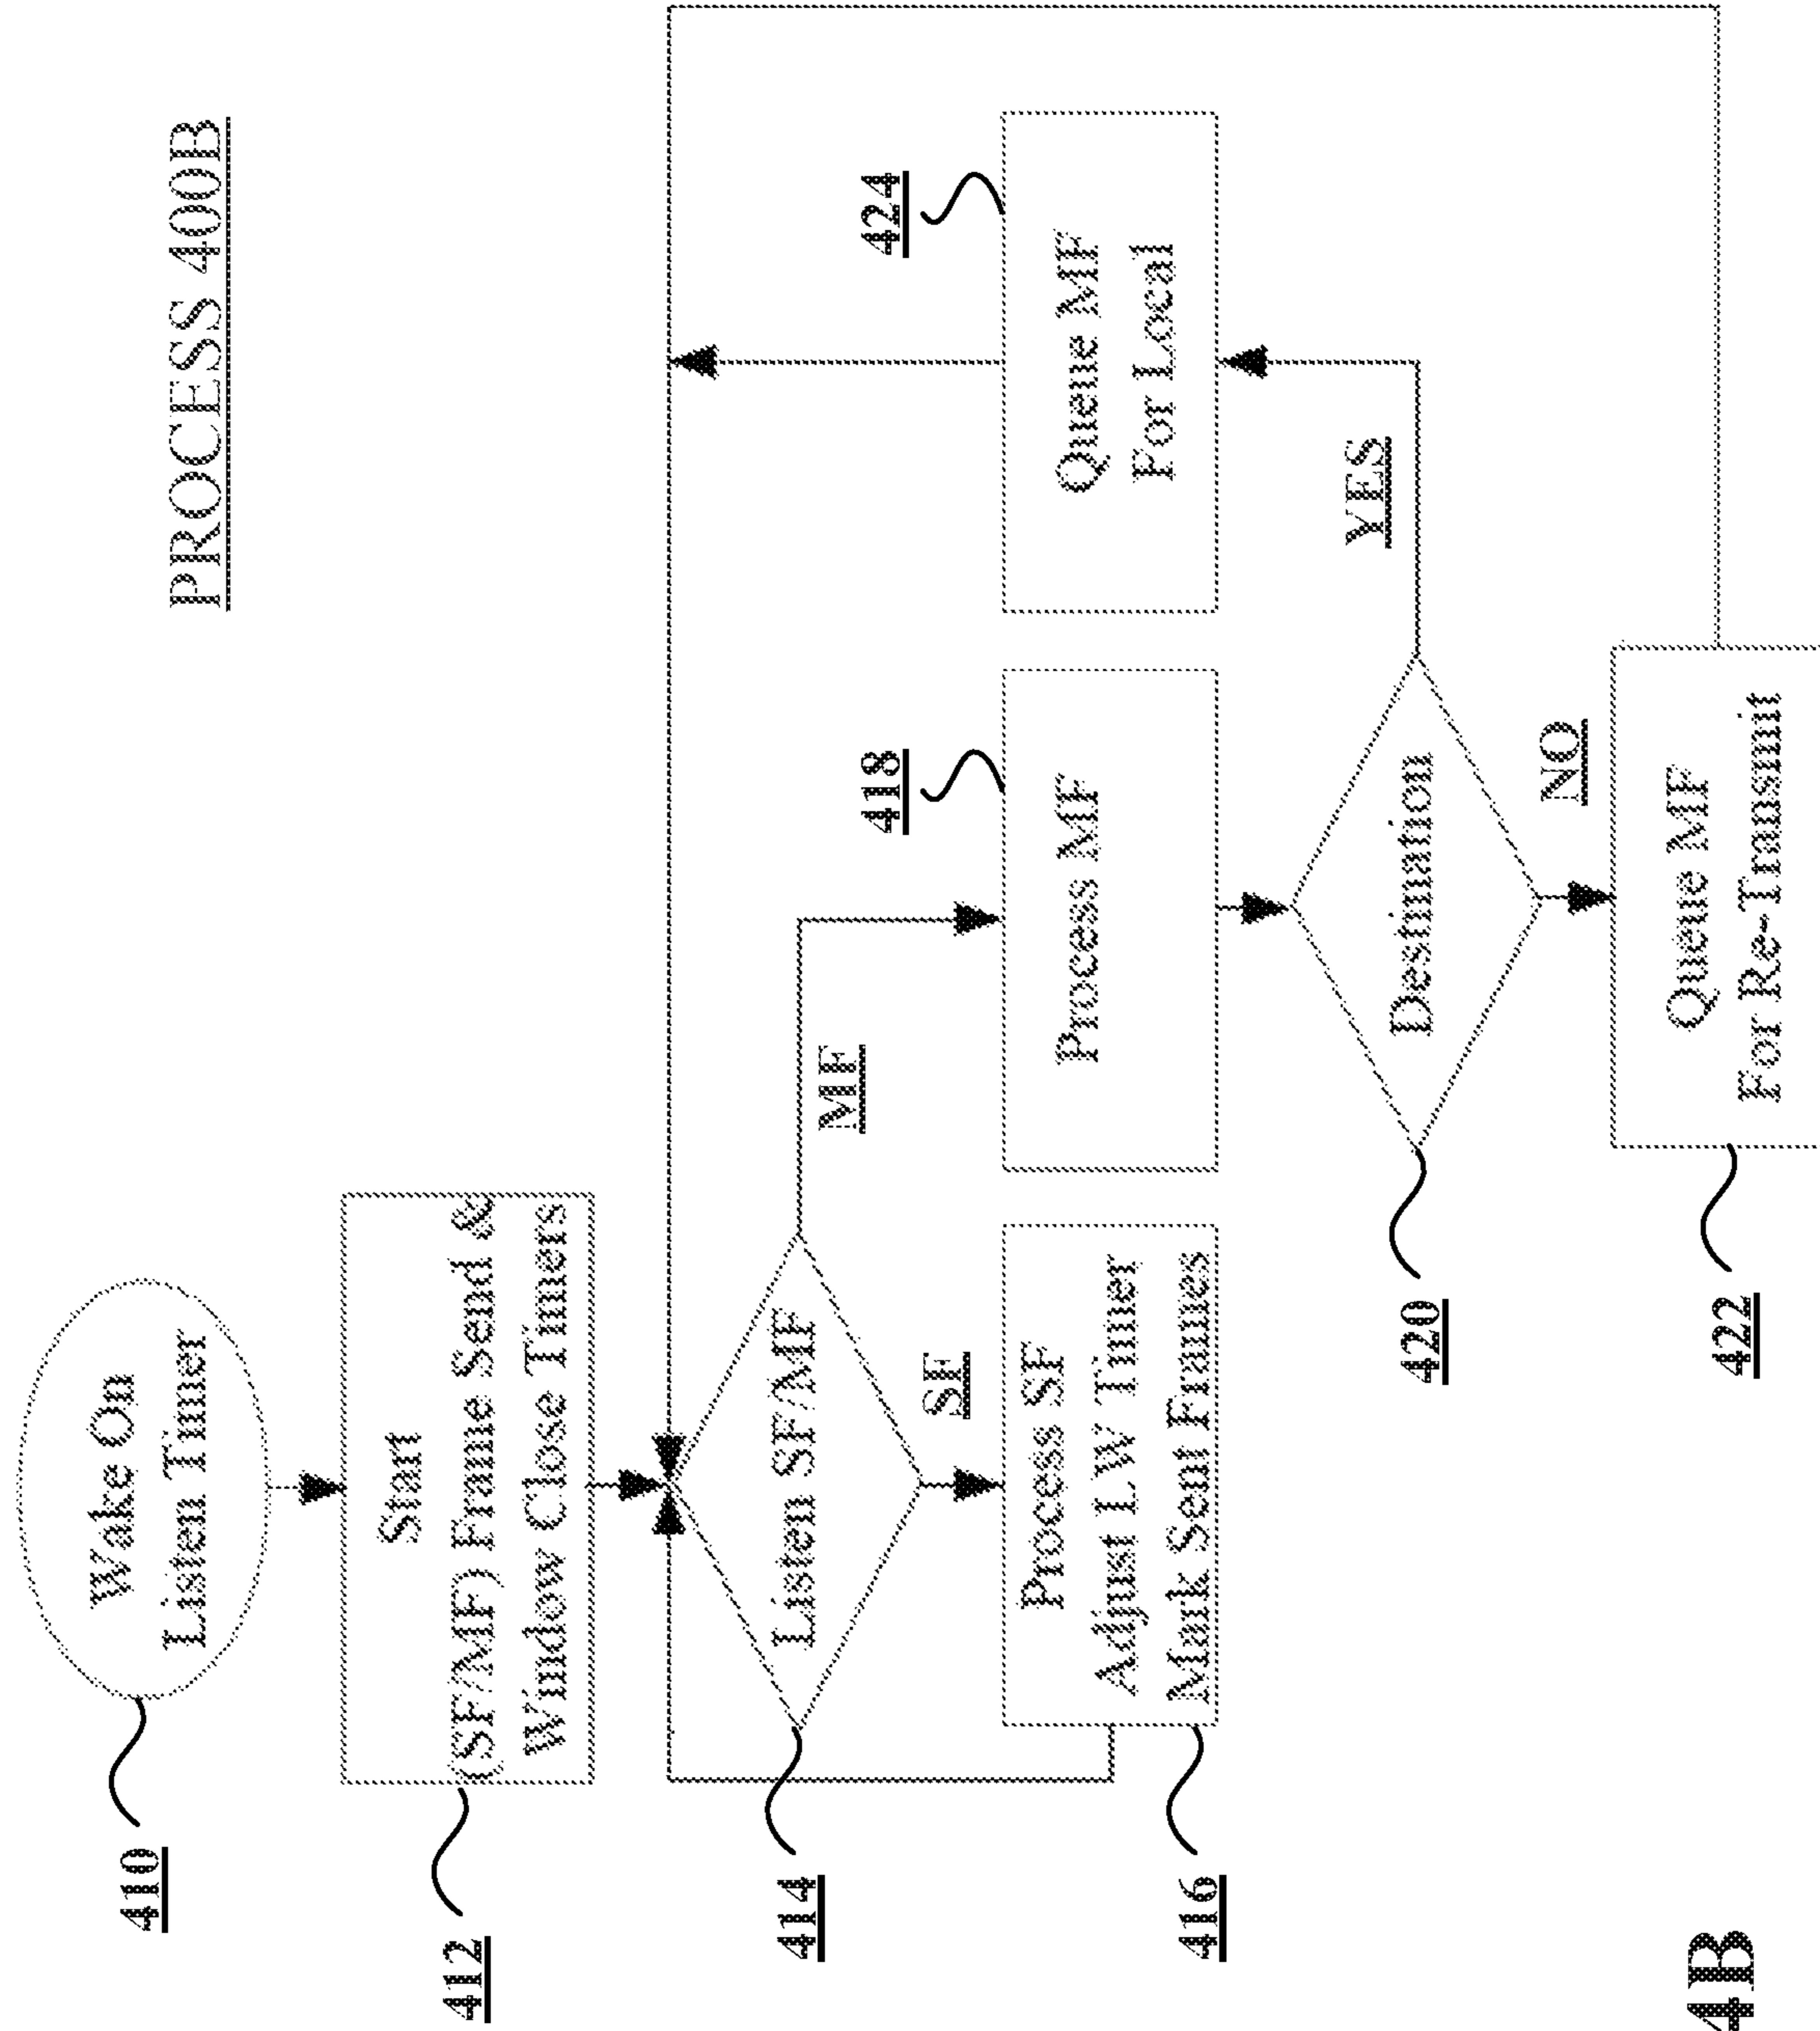 PROCESS 400B
410
Wake On
Listen Timer
412
Start
(SF/MF) Frame Send &
Window Close Timers
414
Listen SF/MF
MF
SF
416
Process SF
Adjust LW Timer
Mark Sent Frames
418
Process MF
424
Queue MF
For Local
420
Destination
YES
NO
422
Queue MF
For Re-Transmit
4B